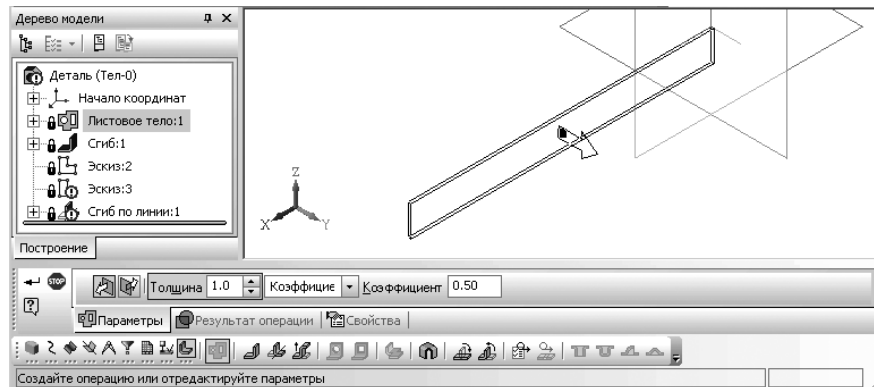 Дерево модели
Деталь (Тел-0)
Начало координат
Листовое тело:1
Сгиб:1
Эскиз:2
Эскиз:3
Сгиб по линии:1
Построение
Z
X
Y
STOP
Толщина 1.0 Коэффицие Коэффициент 0.50
Параметры Результат операции Свойства
Создайте операцию или отредактируйте параметры